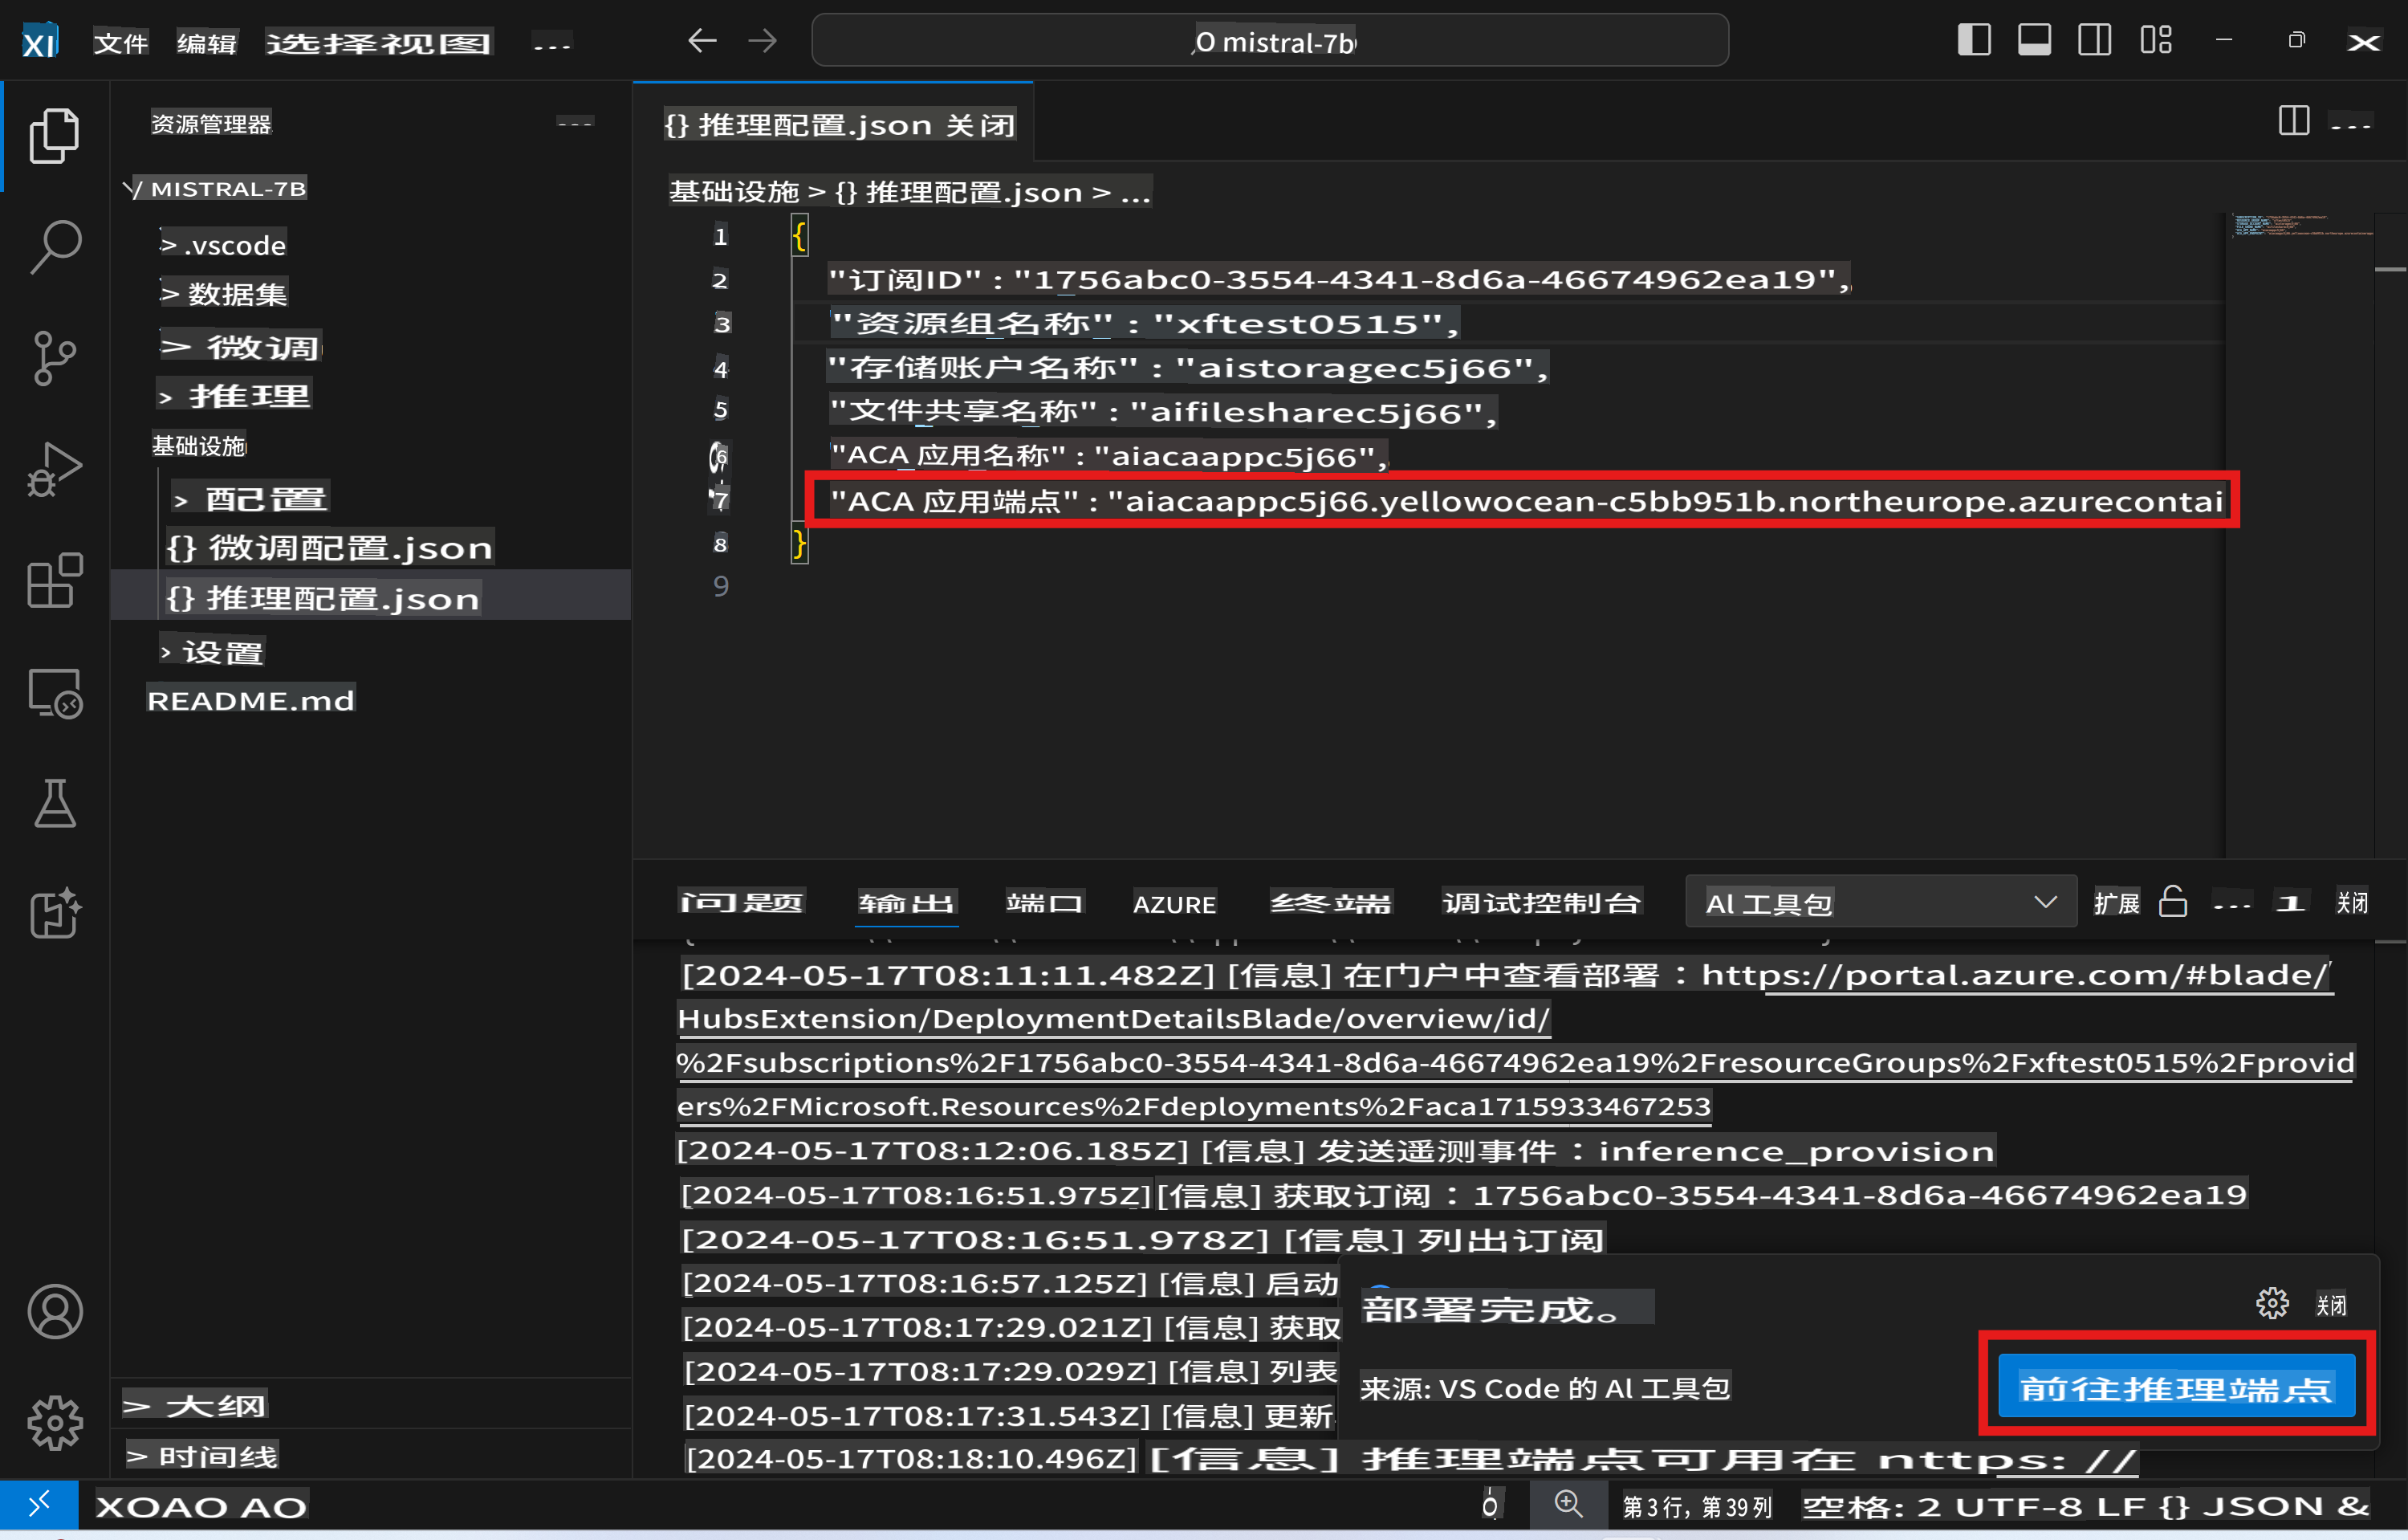 文件 编辑 选择视图 ...
O mistral-7b
资源管理器 ...
MISTRAL-7B
> .vscode
> 数据集
> 微调
> 推理
基础设施
> 配置
{} 微调配置.json
{} 推理配置.json
> 设置
README.md
> 大纲
> 时间线
{} 推理配置.json 关闭
基础设施 > {} 推理配置.json > ...
1 {
2 "订阅ID" : "1756abc0-3554-4341-8d6a-46674962ea19",
3 "资源组名称" : "xftest0515",
4 "存储账户名称" : "aistoragec5j66",
5 "文件共享名称" : "aifilesharec5j66",
6 "ACA 应用名称" : "aiacaappc5j66",
7 "ACA 应用端点" : "aiacaappc5j66.yellowocean-c5bb951b.northeurope.azurecontai
8 }
9
问题 输出 端口 AZURE 终端 调试控制台 AI 工具包 扩展 ... 1 关闭
[2024-05-17T08:11:11.482Z] [信息] 在门户中查看部署：https://portal.azure.com/#blade/
HubsExtension/DeploymentDetailsBlade/overview/id/
%2Fsubscriptions%2F1756abc0-3554-4341-8d6a-46674962ea19%2FresourceGroups%2Fxftest0515%2Fprovid
ers%2FMicrosoft.Resources%2Fdeployments%2Faca1715933467253
[2024-05-17T08:12:06.185Z] [信息] 发送遥测事件：inference_provision
[2024-05-17T08:16:51.975Z] [信息] 获取订阅：1756abc0-3554-4341-8d6a-46674962ea19
[2024-05-17T08:16:51.978Z] [信息] 列出订阅
[2024-05-17T08:16:57.125Z] [信息] 启动
[2024-05-17T08:17:29.021Z] [信息] 获取
[2024-05-17T08:17:29.029Z] [信息] 列表
[2024-05-17T08:17:31.543Z] [信息] 更新
[2024-05-17T08:18:10.496Z] [信息] 推理端点可用在 nttps: //
部署完成。
关闭
来源: VS Code 的 AI 工具包
前往推理端点
XOAO AO
第 3 行，第 39 列 空格: 2 UTF-8 LF {} JSON &